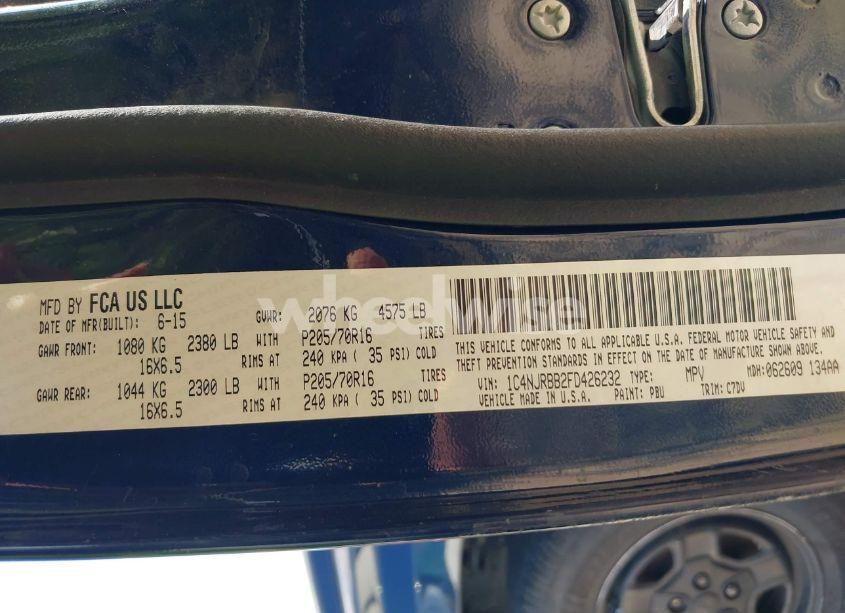 MFD BY FCA US LLC
DATE OF MFR(BUILT): 6-15 GVWR: 2076 KG 4575 LB
GAWR FRONT: 1080 KG 2380 LB WITH P205/70R16 TIRES
16X6.5 RIMS AT 240 KPA ( 35 PSI) COLD
GAWR REAR: 1044 KG 2300 LB WITH P205/70R16 TIRES
16X6.5 RIMS AT 240 KPA ( 35 PSI) COLD
THIS VEHICLE CONFORMS TO ALL APPLICABLE U.S.A. FEDERAL MOTOR VEHICLE SAFETY AND
THEFT PREVENTION STANDARDS IN EFFECT ON THE DATE OF MANUFACTURE SHOWN ABOVE.
VIN: 1C4NJRBB2FD426232 TYPE: MPV MDH: 062609 134AA
VEHICLE MADE IN U.S.A. PAINT: PBU TRIM: C7DV
wheelwise